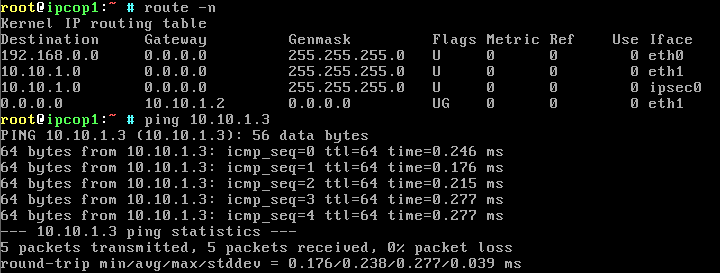 root@ipcop1:~ # route -n
Kernel IP routing table
Destination     Gateway         Genmask         Flags Metric Ref    Use Iface
192.168.0.0     0.0.0.0         255.255.255.0   U     0      0        0 eth0
10.10.1.0       0.0.0.0         255.255.255.0   U     0      0        0 eth1
10.10.1.0       0.0.0.0         255.255.255.0   U     0      0        0 ipsec0
0.0.0.0         10.10.1.2       0.0.0.0         UG    0      0        0 eth1
root@ipcop1:~ # ping 10.10.1.3
PING 10.10.1.3 (10.10.1.3): 56 data bytes
64 bytes from 10.10.1.3: icmp_seq=0 ttl=64 time=0.246 ms
64 bytes from 10.10.1.3: icmp_seq=1 ttl=64 time=0.176 ms
64 bytes from 10.10.1.3: icmp_seq=2 ttl=64 time=0.215 ms
64 bytes from 10.10.1.3: icmp_seq=3 ttl=64 time=0.277 ms
64 bytes from 10.10.1.3: icmp_seq=4 ttl=64 time=0.277 ms
--- 10.10.1.3 ping statistics ---
5 packets transmitted, 5 packets received, 0% packet loss
round-trip min/avg/max/stddev = 0.176/0.238/0.277/0.039 ms